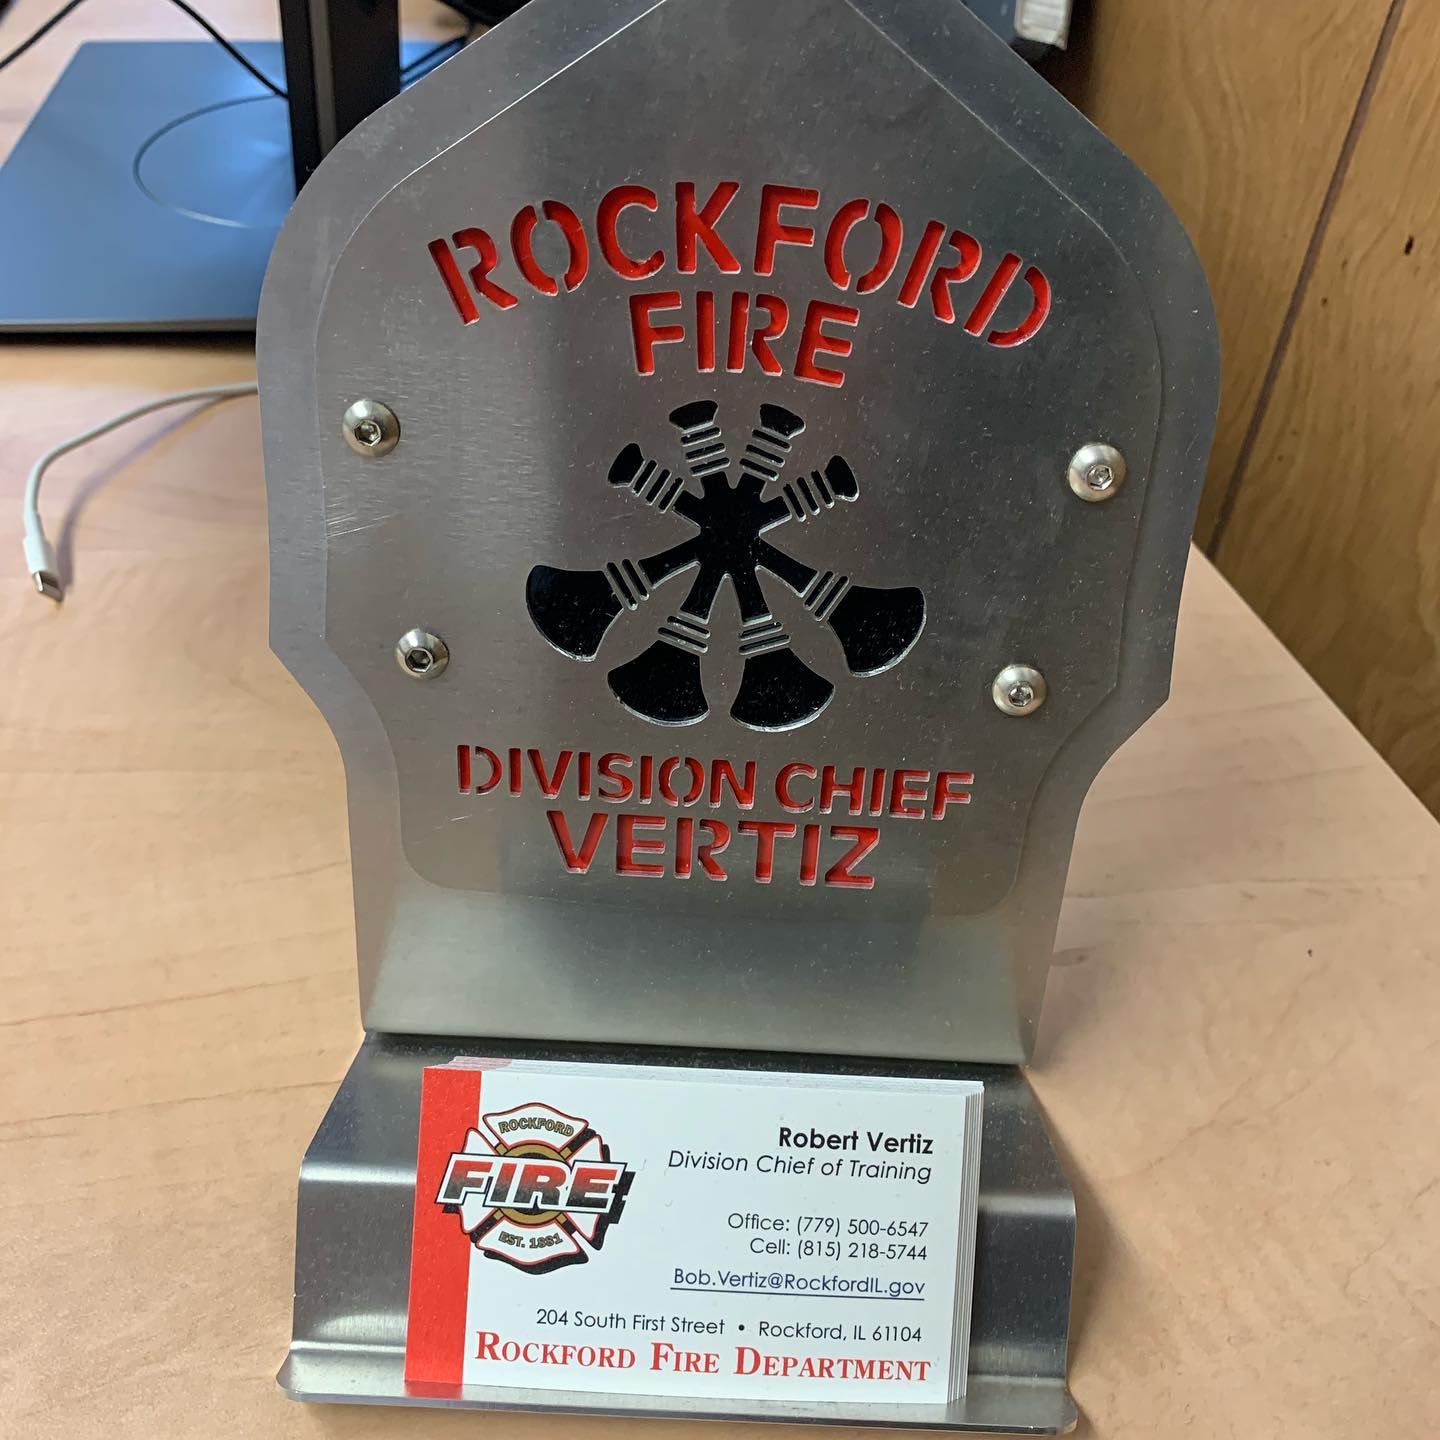 ROCKFORD
FIRE
DIVISION CHIEF
VERTIZ
ROCKFORD
FIRE
EST. 1881
Robert Vertiz
Division Chief of Training
Office: (779) 500-6547
Cell: (815) 218-5744
Bob.Vertiz@RockfordIL.gov
204 South First Street • Rockford, IL 61104
ROCKFORD FIRE DEPARTMENT